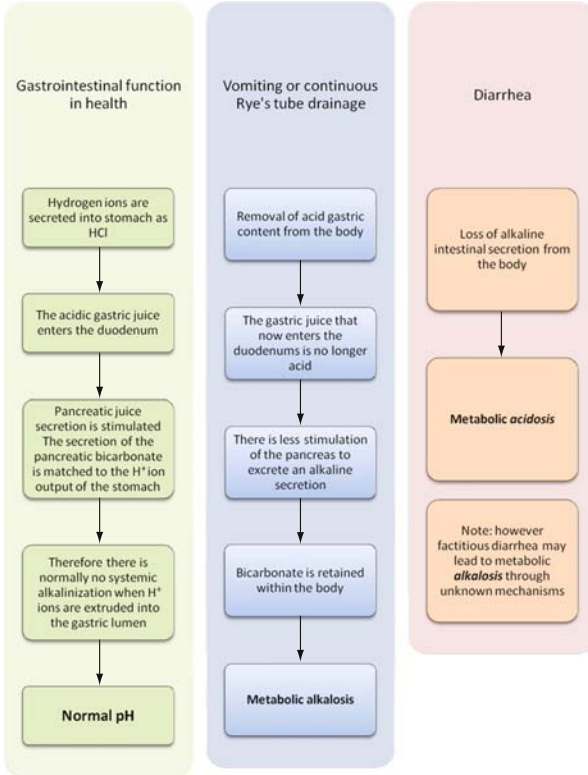 Gastrointestinal function
in health
Hydrogen ions are
secreted into stomach as
HCl
The acidic gastric juice
enters the duodenum
Pancreatic juice
secretion is stimulated
The secretion of the
pancreatic bicarbonate
is matched to the H⁺ ion
output of the stomach
Therefore there is
normally no systemic
alkalinization when H⁺
ions are extruded into
the gastric lumen
Normal pH
Vomiting or continuous
Rye's tube drainage
Removal of acid gastric
content from the body
The gastric juice that
now enters the
duodenums is no longer
acid
There is less stimulation
of the pancreas to
excrete an alkaline
secretion
Bicarbonate is retained
within the body
Metabolic alkalosis
Diarrhea
Loss of alkaline
intestinal secretion from
the body
Metabolic acidosis
Note: however
factitious diarrhea may
lead to metabolic
alkalosis through
unknown mechanisms